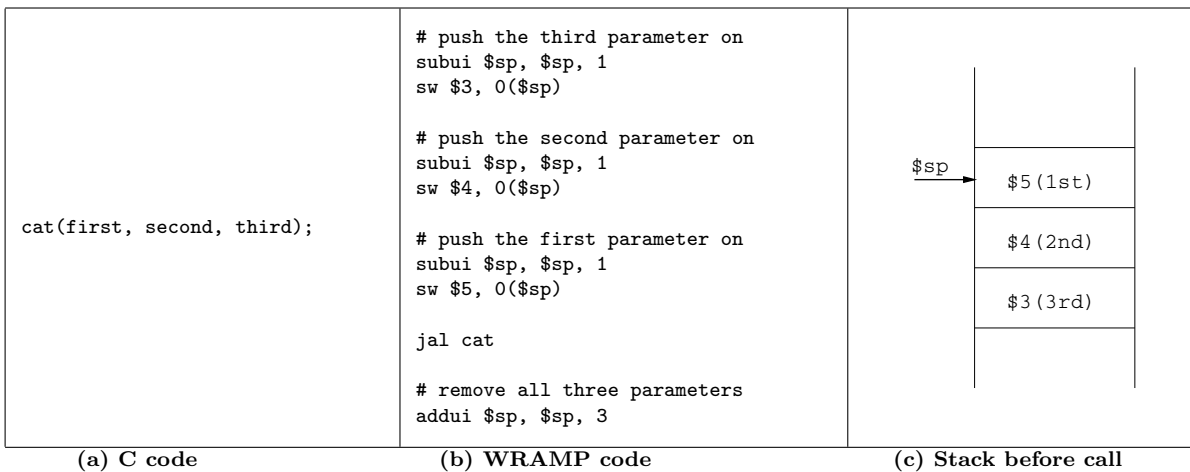 cat(first, second, third);
# push the third parameter on
subui $sp, $sp, 1
sw $3, 0($sp)
# push the second parameter on
subui $sp, $sp, 1
sw $4, 0($sp)
# push the first parameter on
subui $sp, $sp, 1
sw $5, 0($sp)
jal cat
# remove all three parameters
addui $sp, $sp, 3
$sp
$5(1st)
$4(2nd)
$3(3rd)
(a) C code
(b) WRAMP code
(c) Stack before call